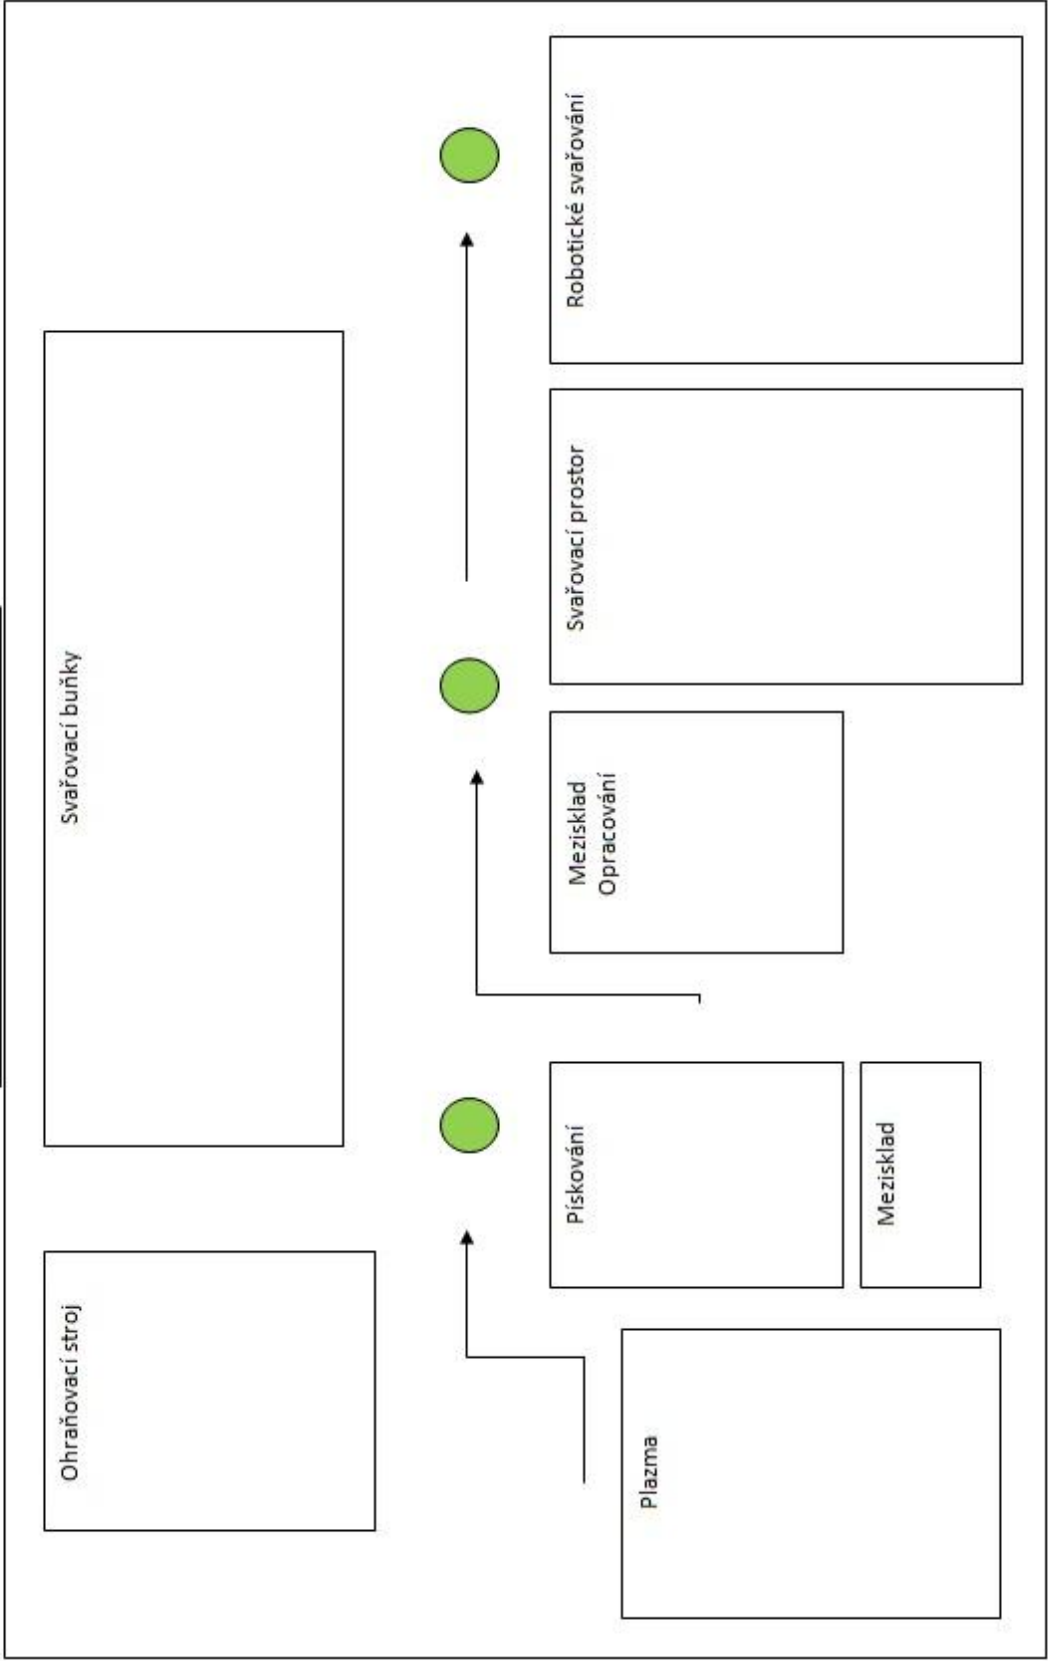 Ohraňovací stroj
Svařovací buňky
Plazma
Pískování
Mezisklad
Mezisklad
Opracování
Svařovací prostor
Robotické svařování